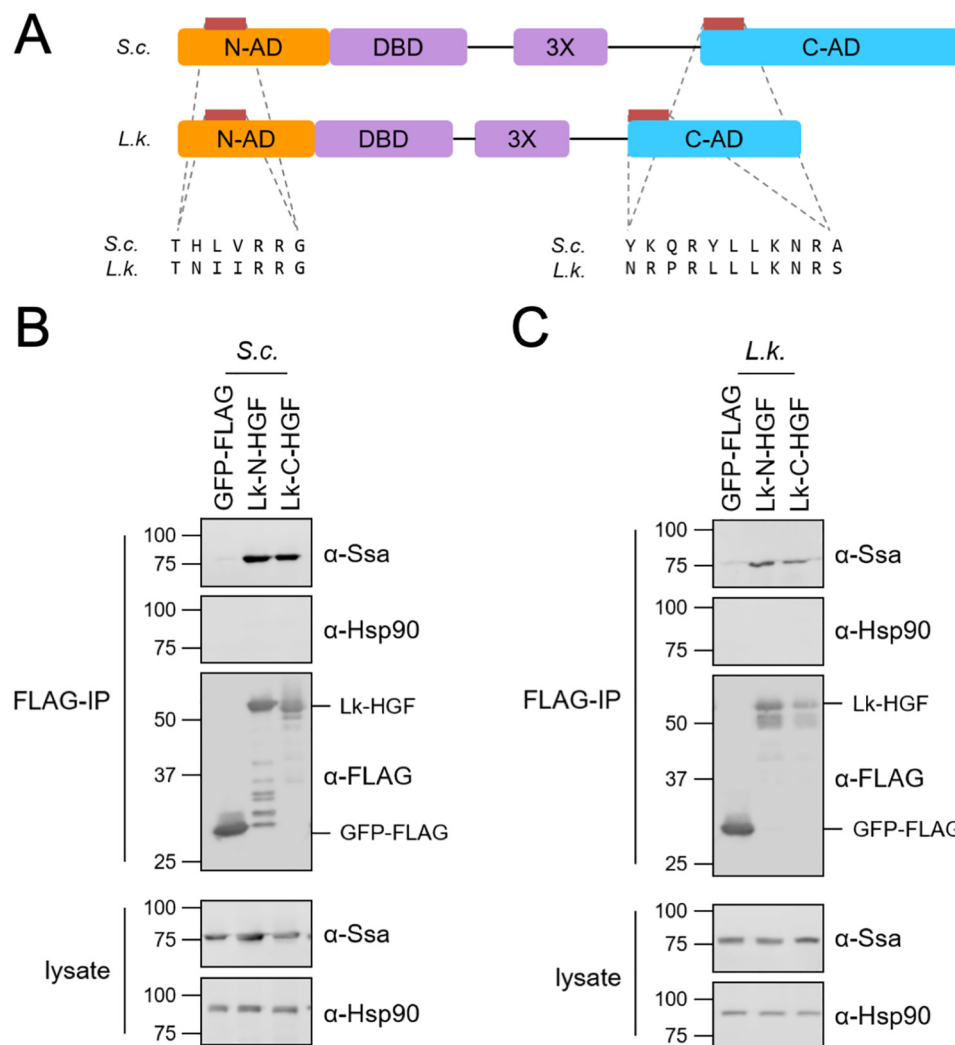 A
S.c. N-AD DBD 3X C-AD
L.k. N-AD DBD 3X C-AD
S.c. T H L V R R G Y K Q R Y L L K N R A
L.k. T N I I R R G N R P R L L L K N R S
B
S.c.
GFP-FLAG Lk-N-HGF Lk-C-HGF
100
75 α-Ssa
100
α-Hsp90
75
FLAG-IP
Lk-HGF
50
37 α-FLAG
GFP-FLAG
25
100
75 α-Ssa
lysate
100
α-Hsp90
75
C
L.k.
GFP-FLAG Lk-N-HGF Lk-C-HGF
100
75 α-Ssa
100
α-Hsp90
75
FLAG-IP
Lk-HGF
50
37 α-FLAG
GFP-FLAG
25
100
75 α-Ssa
lysate
100
α-Hsp90
75